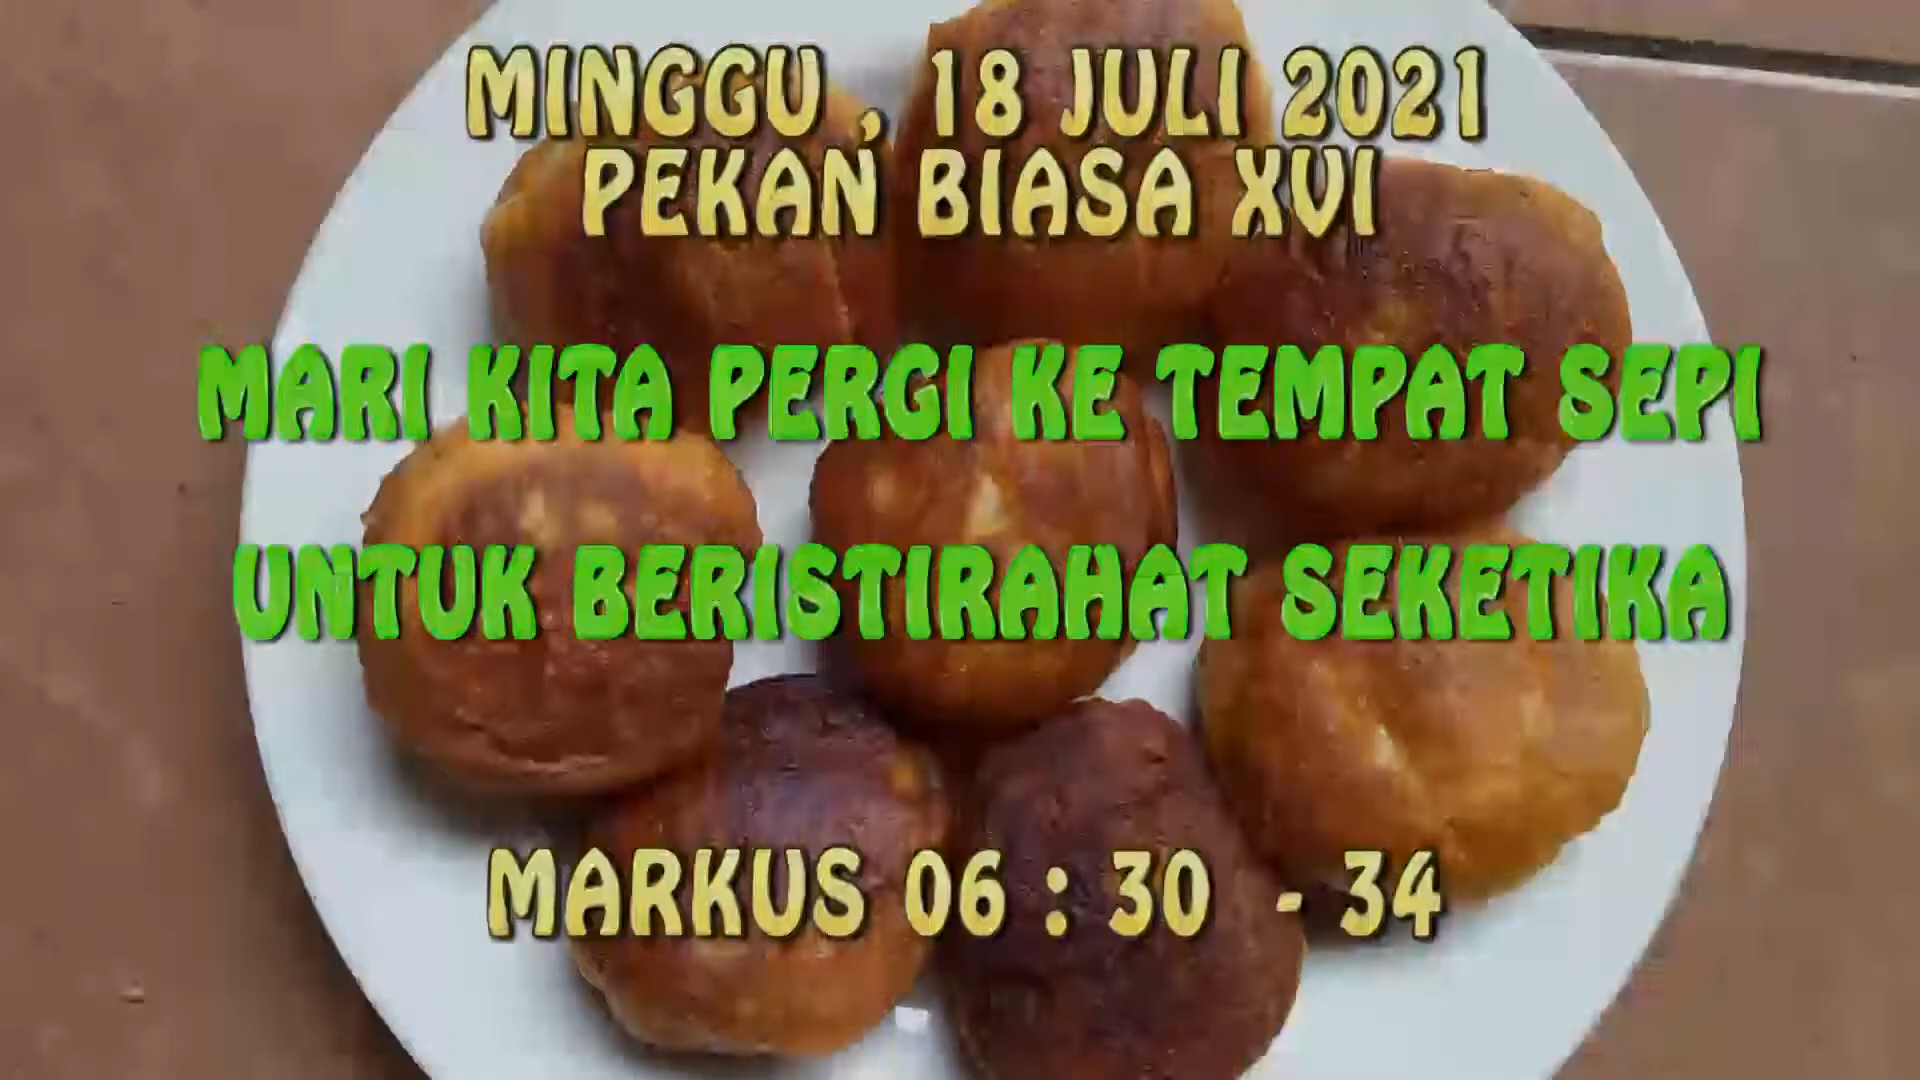 MINGGU , 18 JULI 2021
PEKAN BIASA XVI
MARI KITA PERGI KE TEMPAT SEPI
UNTUK BERISTIRAHAT SEKETIKA
MARKUS 06 : 30 - 34